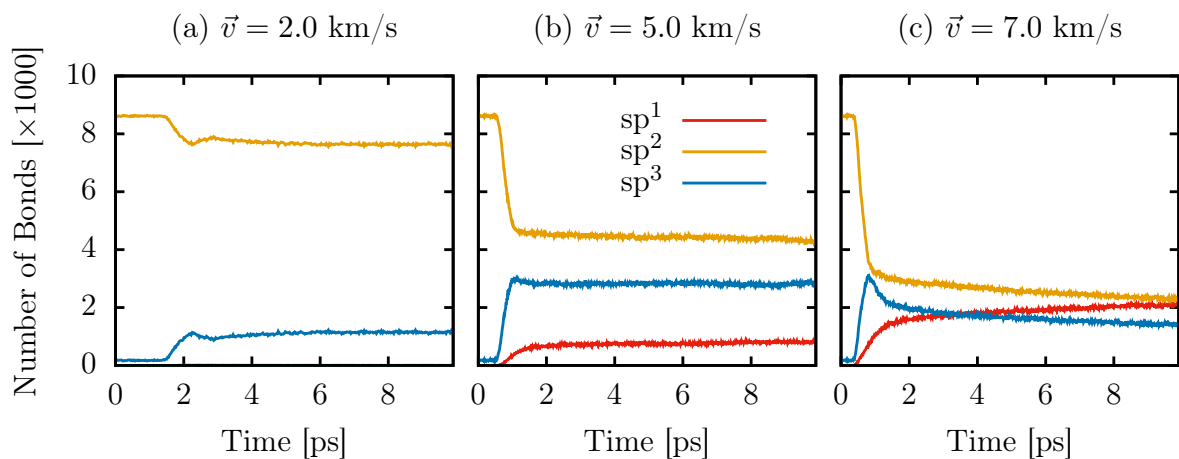 (a) v⃗ = 2.0 km/s
(b) v⃗ = 5.0 km/s
(c) v⃗ = 7.0 km/s
Number of Bonds [×1000]
10
8
6
4
2
0
sp¹
sp²
sp³
0 2 4 6 8
0 2 4 6 8
0 2 4 6 8
Time [ps]
Time [ps]
Time [ps]